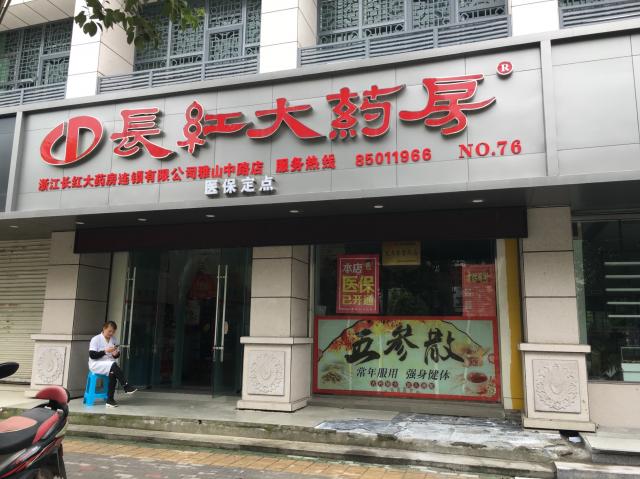 長红大药房®
浙江长红大药房连锁有限公司雅山中路店 服务热线 85011966 NO.76
医保定点
本店
医保
已开通
五参散
常年服用 强身健体